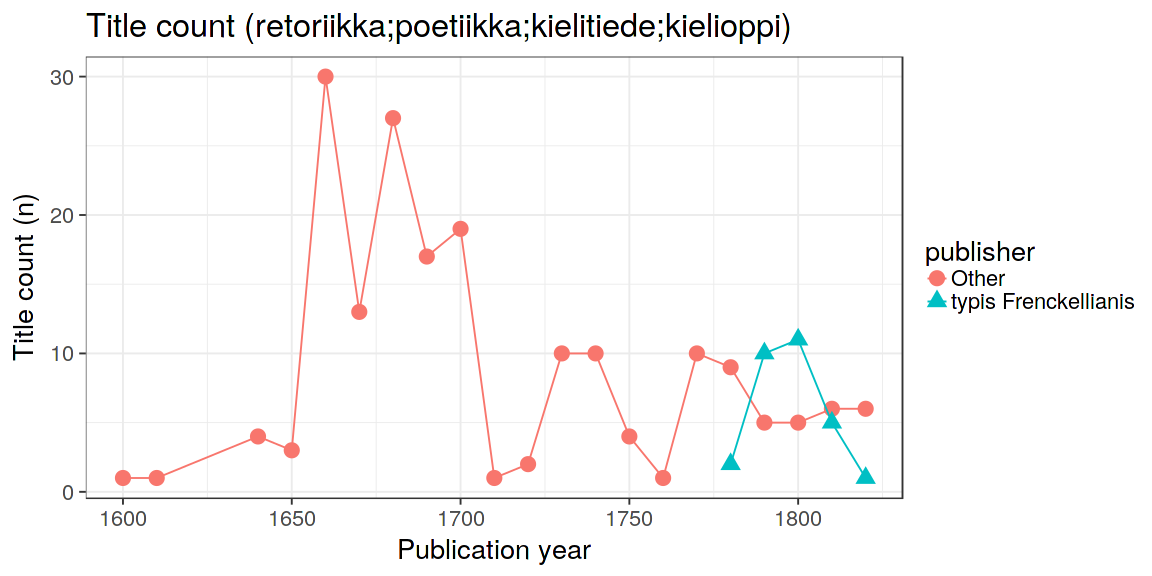 Title count (retoriikka;poetiikka;kielitiede;kielioppi)
Title count (n)
30
20
10
0
1600 1650 1700 1750 1800
Publication year
publisher
Other
typis Frenckellianis